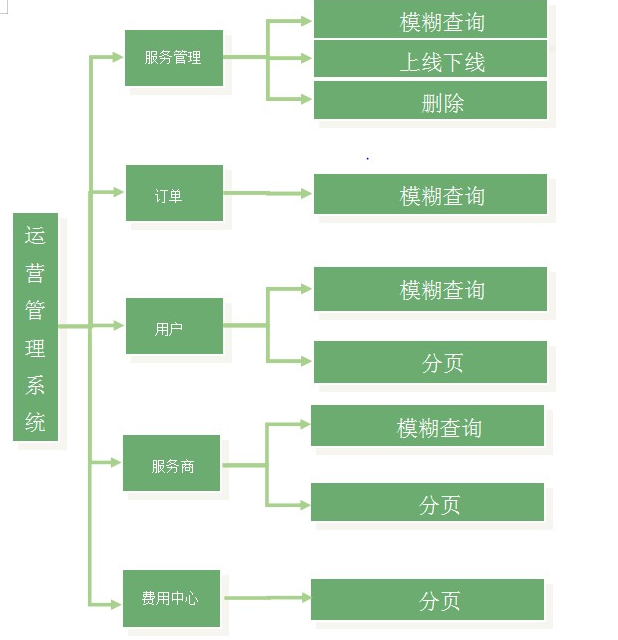 运营管理系统
服务管理
模糊查询
上线下线
删除
订单
模糊查询
用户
模糊查询
分页
服务商
模糊查询
分页
费用中心
分页